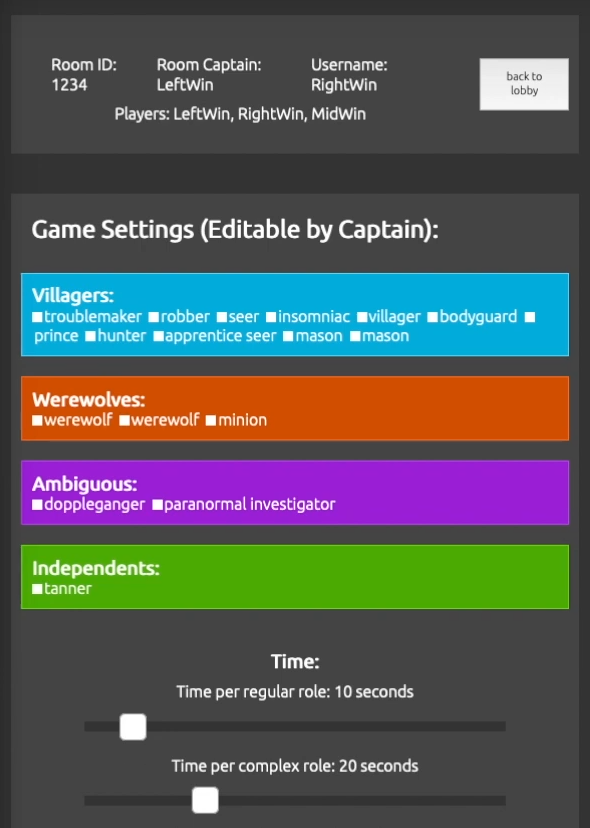 Room ID:
1234
Room Captain:
LeftWin
Username:
RightWin
Players: LeftWin, RightWin, MidWin
back to
lobby
Game Settings (Editable by Captain):
Villagers:
troublemaker robber seer insomniac villager bodyguard
prince hunter apprentice seer mason mason
Werewolves:
werewolf werewolf minion
Ambiguous:
doppleganger paranormal investigator
Independents:
tanner
Time:
Time per regular role: 10 seconds
Time per complex role: 20 seconds